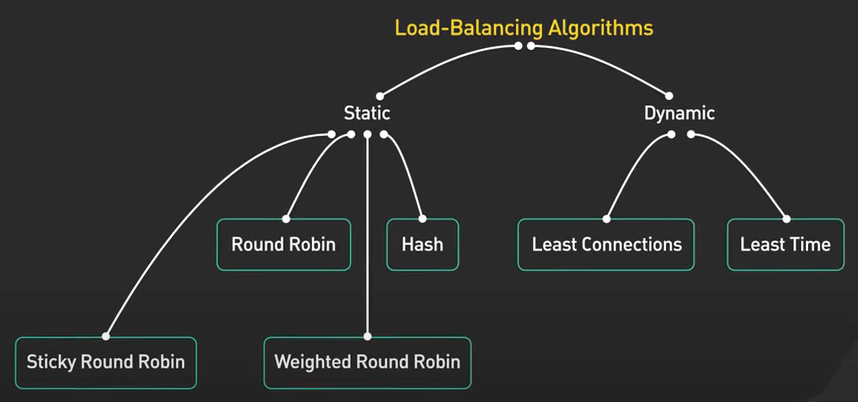 Load-Balancing Algorithms
Static
Dynamic
Round Robin
Hash
Least Connections
Least Time
Sticky Round Robin
Weighted Round Robin